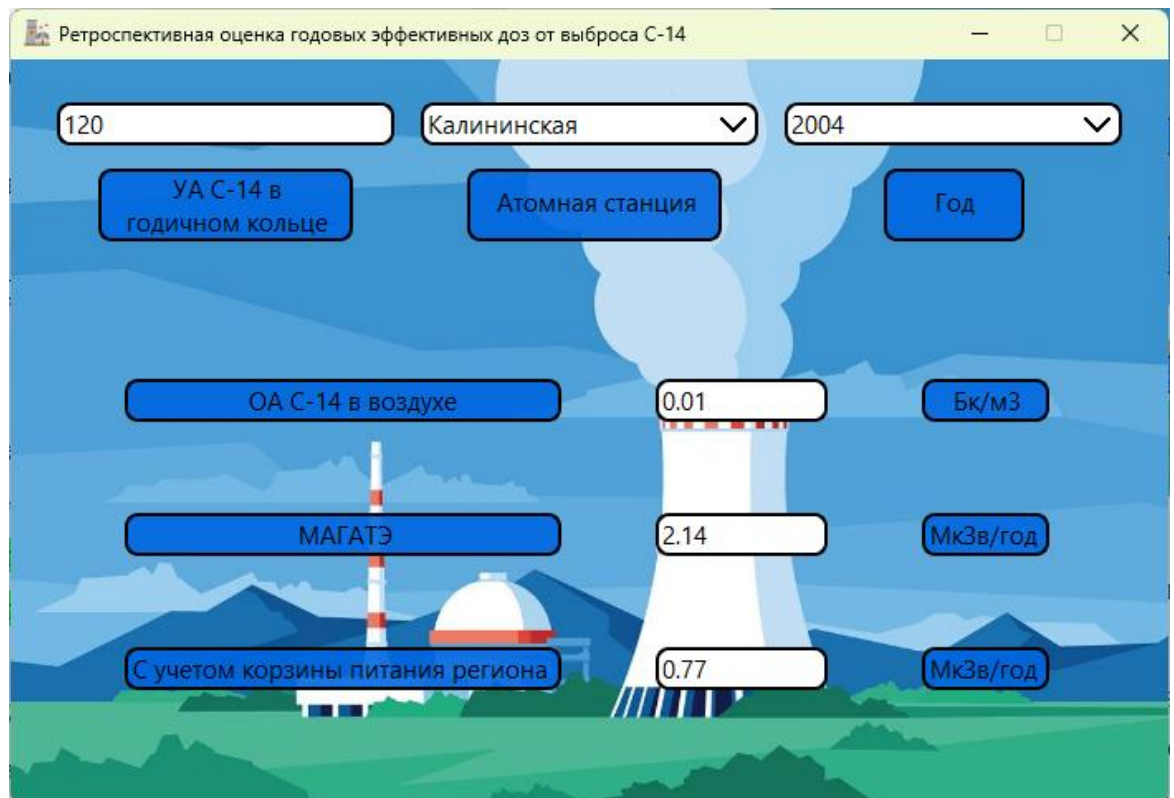 Ретроспективная оценка годовых эффективных доз от выброса С-14
120
Калининская
2004
УА С-14 в
годичном кольце
Атомная станция
Год
ОА С-14 в воздухе
0.01
Бк/м3
МАГАТЭ
2.14
МкЗв/год
С учетом корзины питания региона
0.77
МкЗв/год